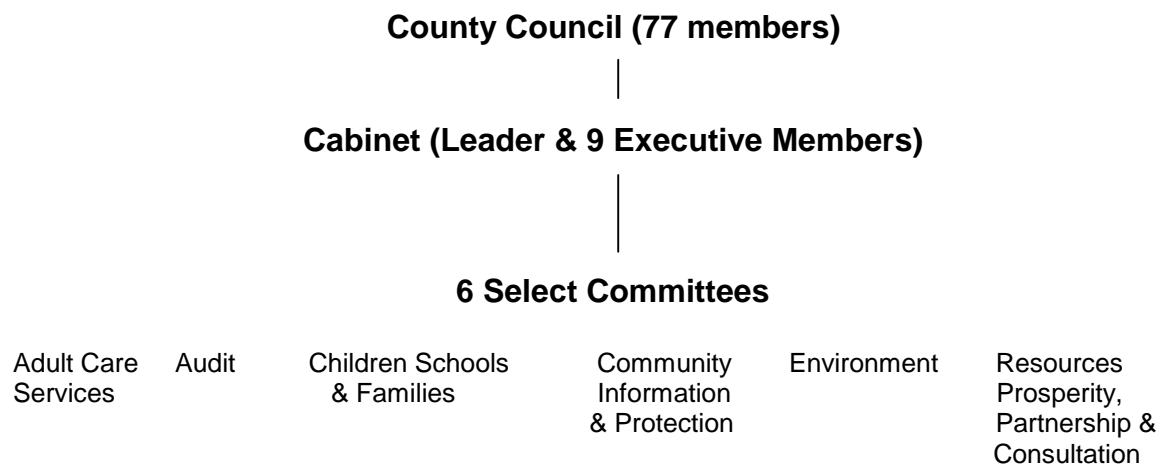 County Council (77 members)
Cabinet (Leader & 9 Executive Members)
6 Select Committees
Adult Care
Services
Audit
Children Schools
& Families
Community
Information
& Protection
Environment
Resources
Prosperity,
Partnership &
Consultation